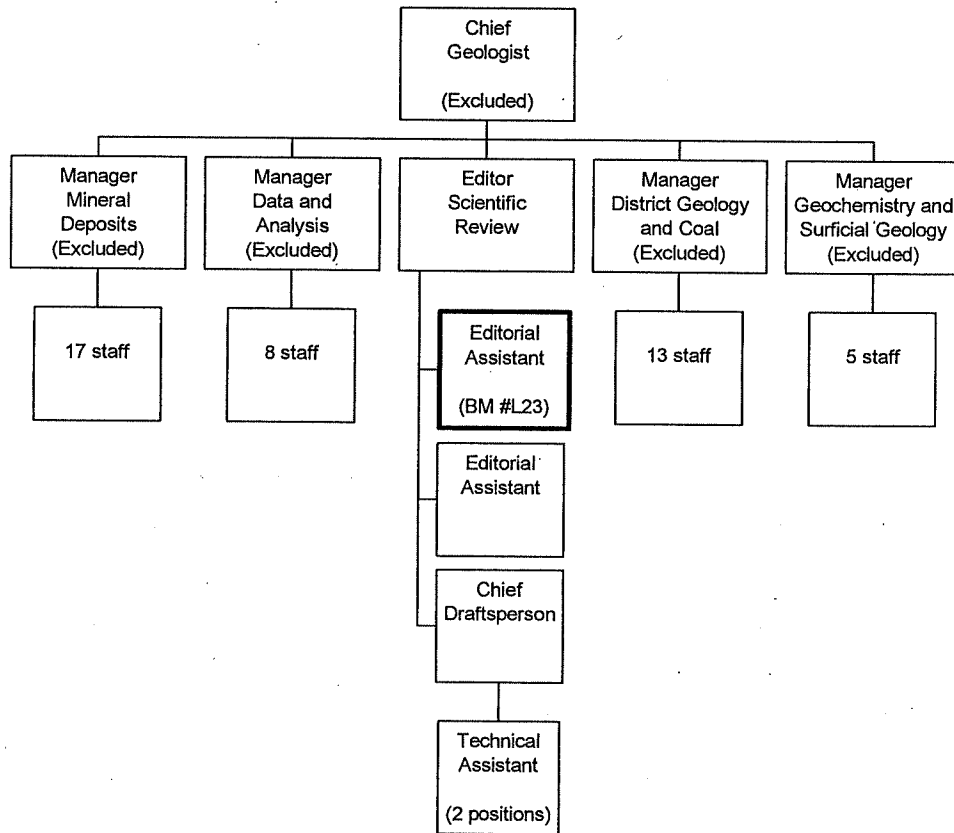 Chief
Geologist
(Excluded)
Manager
Mineral
Deposits
(Excluded)
Manager
Data and
Analysis
(Excluded)
Editor
Scientific
Review
Manager
District Geology
and Coal
(Excluded)
Manager
Geochemistry and
Surficial Geology
(Excluded)
17 staff
8 staff
Editorial
Assistant
(BM #L23)
13 staff
5 staff
Editorial
Assistant
Chief
Draftsperson
Technical
Assistant
(2 positions)